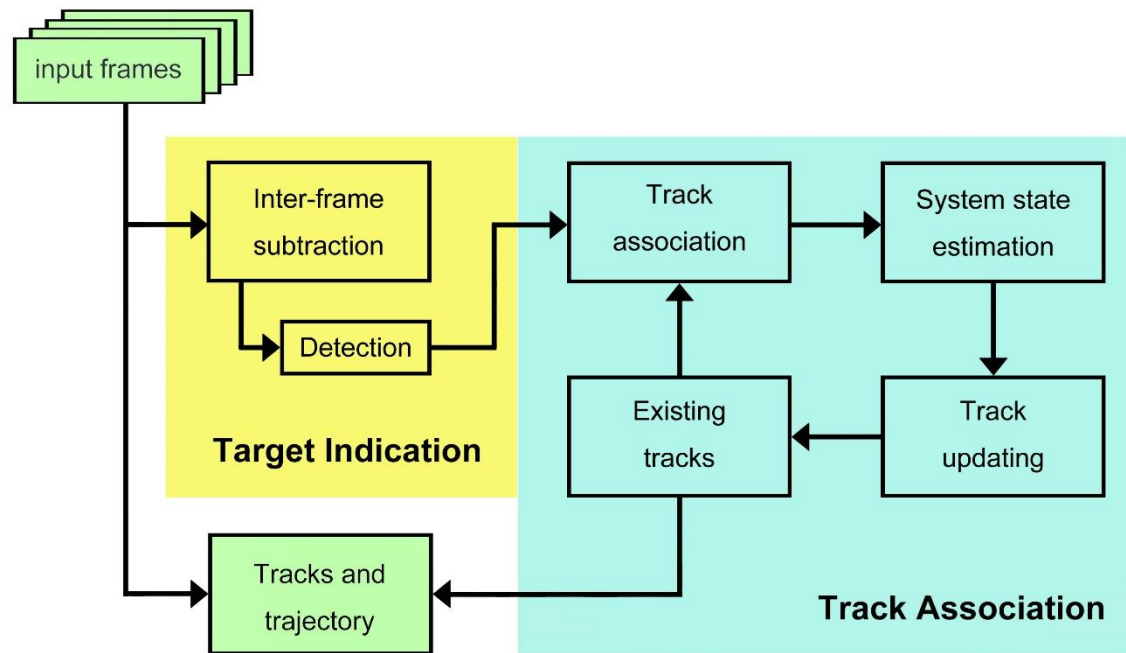 input frames
Inter-frame
subtraction
Detection
Target Indication
Track
association
System state
estimation
Existing
tracks
Track
updating
Track Association
Tracks and
trajectory